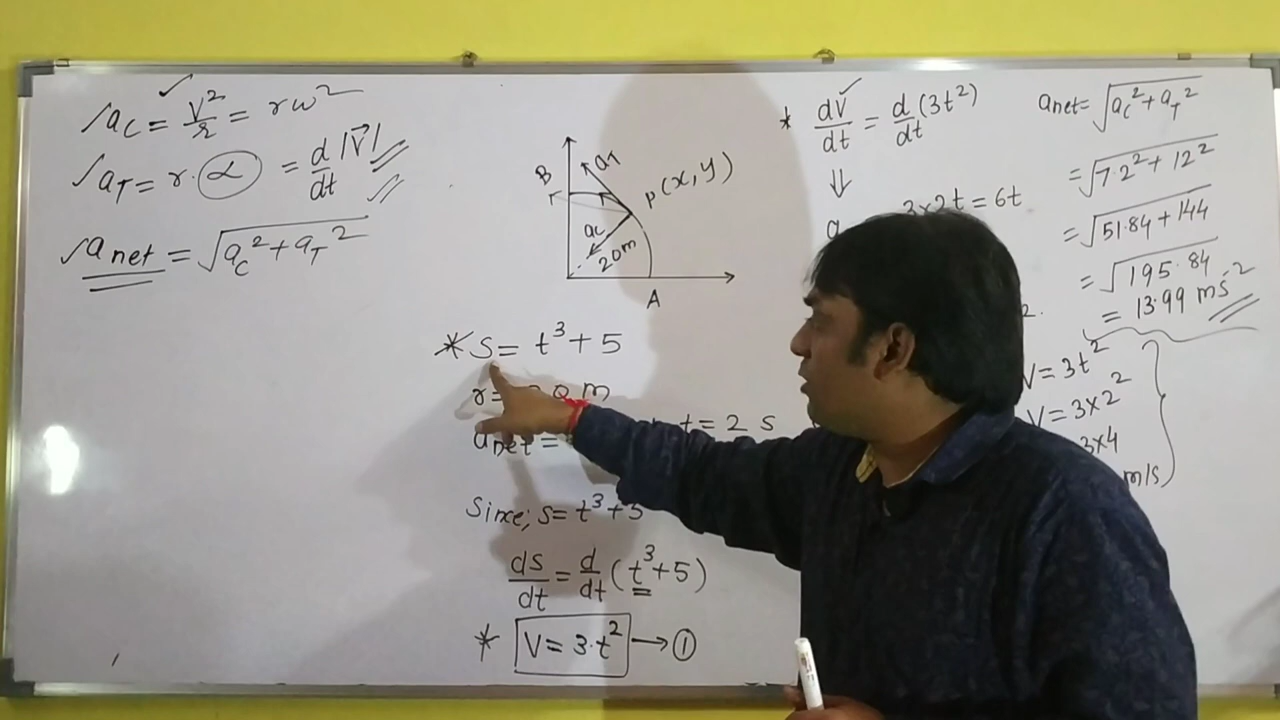 a_C = V²/r = rω²
a_T = r·α = d/dt |V⃗|
a_net = √(a_C² + a_T²)
B
a_T
P(x, y)
a_C
20m
A
* S = t³ + 5
r = m
a_net = t = 2 s
Since; S = t³ + 5
ds/dt = d/dt (t³ + 5)
* V = 3·t² → ①
* dV/dt = d/dt (3t²)
⇓
a 3×2t = 6t
2.
a_net = √(a_C² + a_T²)
= √(7.2² + 12²)
= √(51.84 + 144)
= √(195.84)
= 13.99 ms⁻²
V = 3t²
V = 3×2²
3×4
m/s